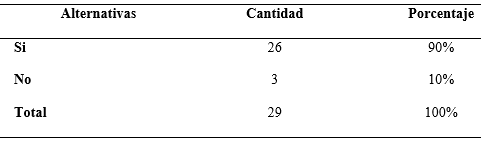 Alternativas Cantidad Porcentaje
Si 26 90%
No 3 10%
Total 29 100%